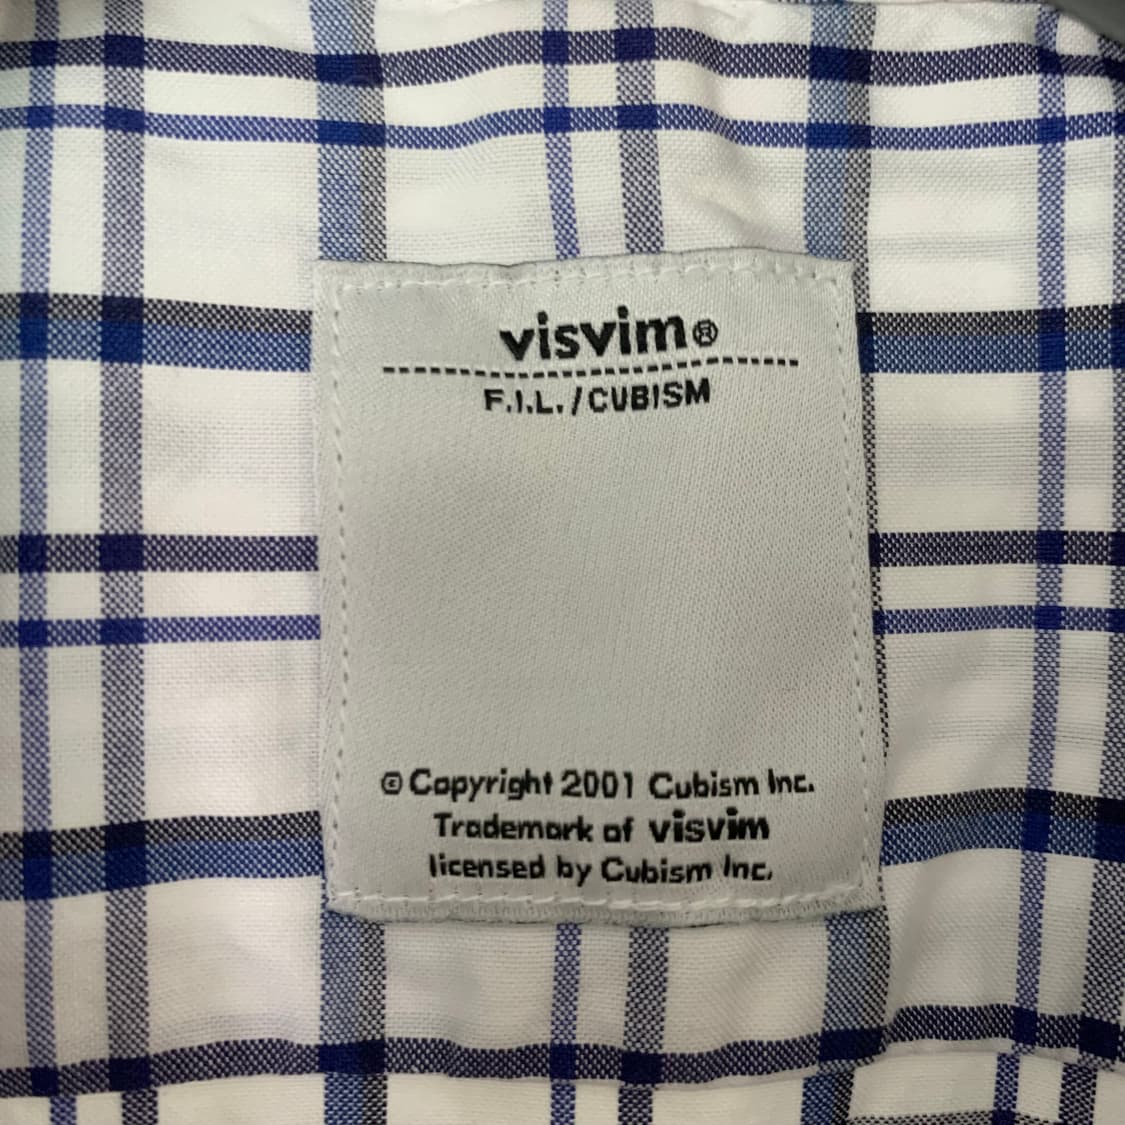 visvim®
F.I.L./CUBISM
©Copyright 2001 Cubism Inc.
Trademark of visvim
licensed by Cubism Inc.